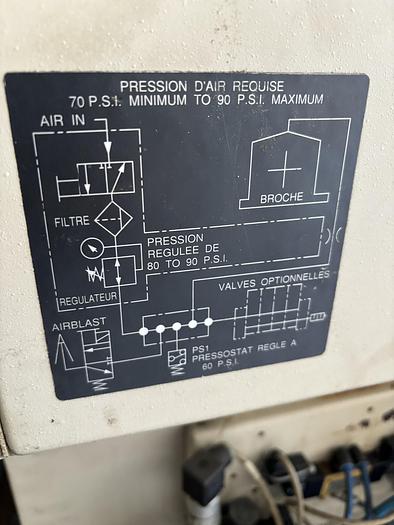 PRESSION D'AIR REQUISE
70 P.S.I. MINIMUM TO 90 P.S.I. MAXIMUM
AIR IN
BROCHE
FILTRE
PRESSION
REGULEE DE
80 TO 90 P.S.I.
REGULATEUR
VALVES OPTIONNELLES
AIRBLAST
PS1
PRESSOSTAT REGLE A
60 P.S.I.